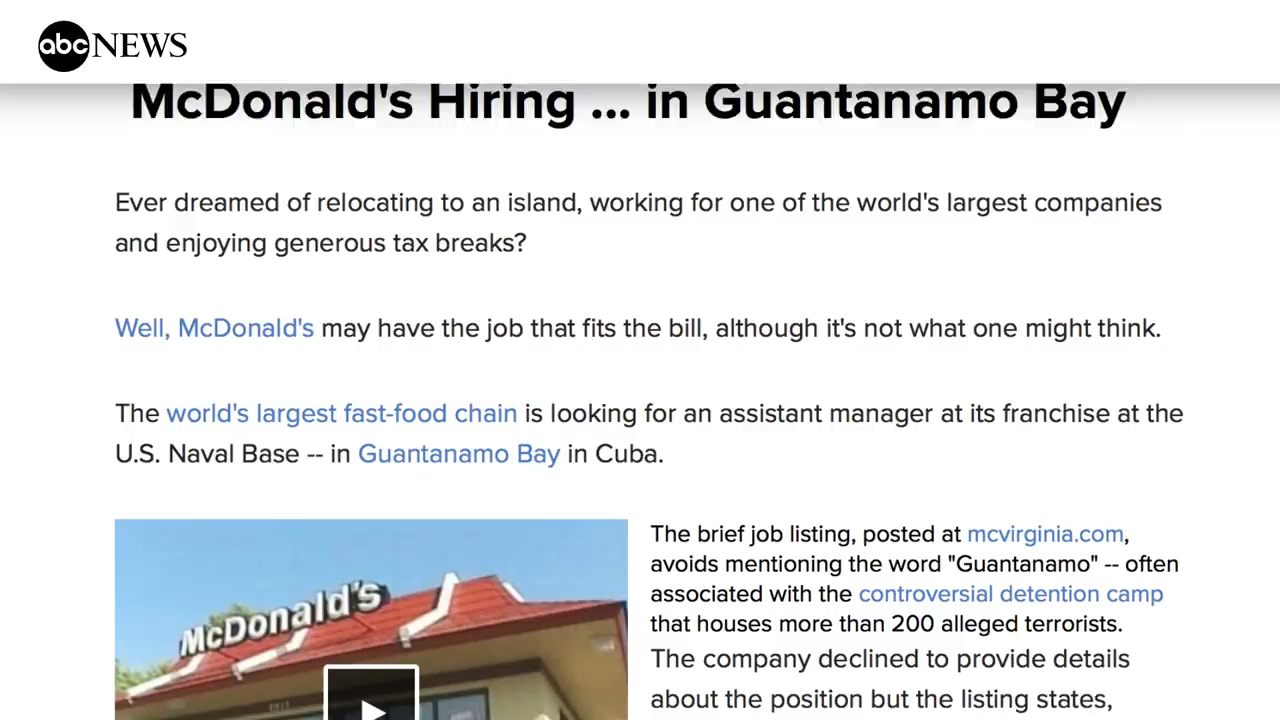 abc NEWS
McDonald's Hiring ... in Guantanamo Bay
Ever dreamed of relocating to an island, working for one of the world's largest companies
and enjoying generous tax breaks?
Well, McDonald's may have the job that fits the bill, although it's not what one might think.
The world's largest fast-food chain is looking for an assistant manager at its franchise at the
U.S. Naval Base -- in Guantanamo Bay in Cuba.
The brief job listing, posted at mcvirginia.com,
avoids mentioning the word "Guantanamo" -- often
associated with the controversial detention camp
that houses more than 200 alleged terrorists.
The company declined to provide details
about the position but the listing states,
McDonald's